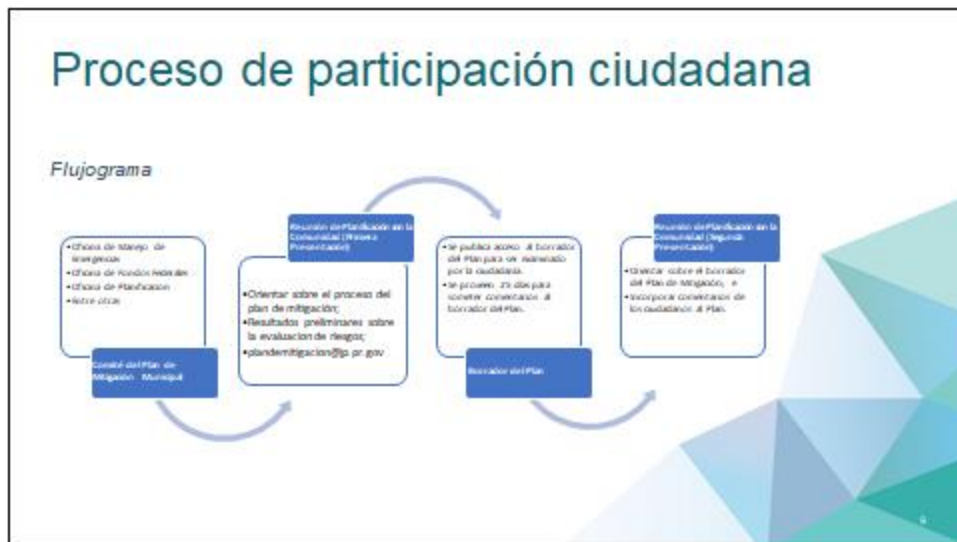 Proceso de participación ciudadana
Flujograma
•Oficina de Manejo de
Emergencias
•Oficina de Fondos Federales
•Oficina de Planificacion
•Entre otras
Comité del Plan de
Mitigación Municipal
Reunión de Planificación con la
Comunidad (Primera
Presentación)
•Orientar sobre el proceso del
plan de mitigación;
•Resultados preliminares sobre
la evaluacion de riesgos;
•plandemitigacion@jp.pr.gov
•Se publica acceso al borrador
del Plan para ser examinado
por la ciudadanía.
•Se proveen 25 días para
someter comentarios al
borrador del Plan.
Borrador del Plan
Reunión de Planificación con la
Comunidad (Segunda
Presentación)
•Orientar sobre el borrador
del Plan de Mitigación; e
•Incorporar comentarios de
los ciudadanos al Plan.